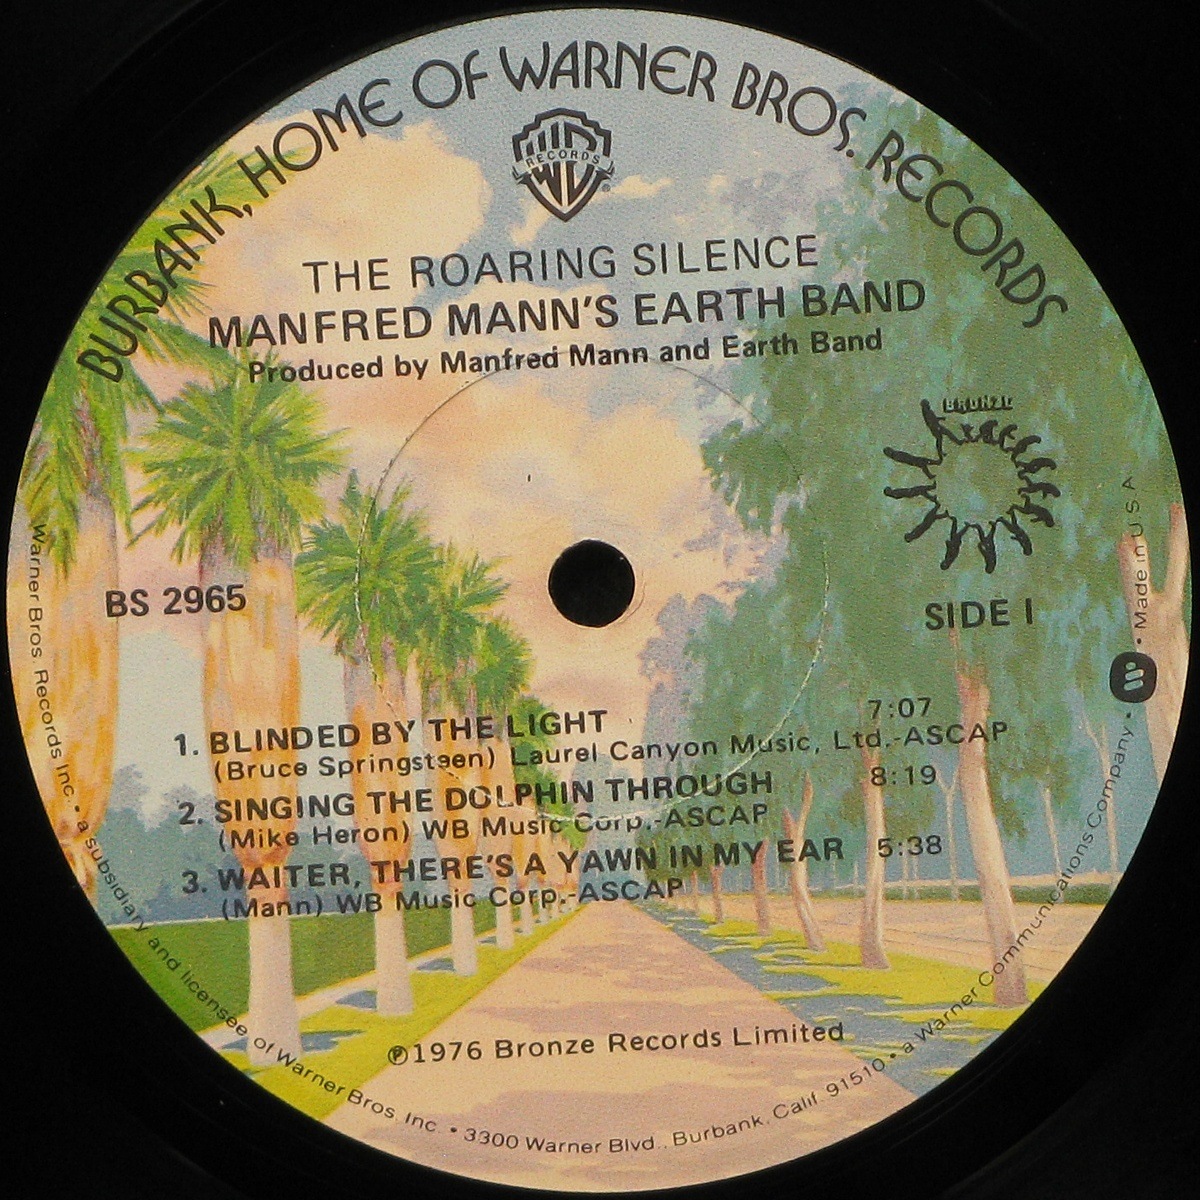 BURBANK, HOME OF WARNER BROS. RECORDS
RECORDS
THE ROARING SILENCE
MANFRED MANN'S EARTH BAND
Produced by Manfred Mann and Earth Band
BRONZE
BS 2965
SIDE I
1. BLINDED BY THE LIGHT 7:07
(Bruce Springsteen) Laurel Canyon Music, Ltd.-ASCAP
2. SINGING THE DOLPHIN THROUGH 8:19
(Mike Heron) WB Music Corp.-ASCAP
3. WAITER, THERE'S A YAWN IN MY EAR 5:38
(Mann) WB Music Corp.-ASCAP
℗1976 Bronze Records Limited
Warner Bros. Records Inc. • a subsidiary and licensee of Warner Bros. Inc. • 3300 Warner Blvd., Burbank, Calif. 91510 • a Warner Communications Company • Made in U S A